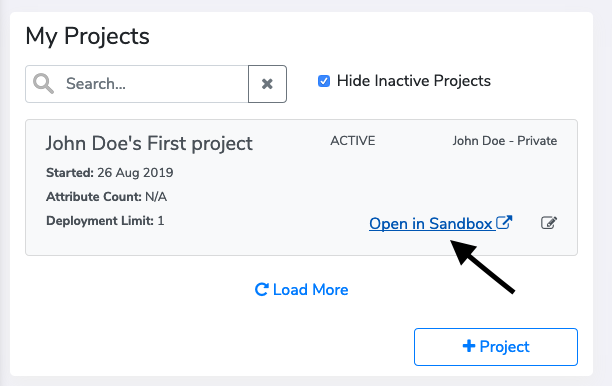 My Projects
Search...
Hide Inactive Projects
John Doe's First project
ACTIVE
John Doe - Private
Started: 26 Aug 2019
Attribute Count: N/A
Deployment Limit: 1
Open in Sandbox
Load More
Project